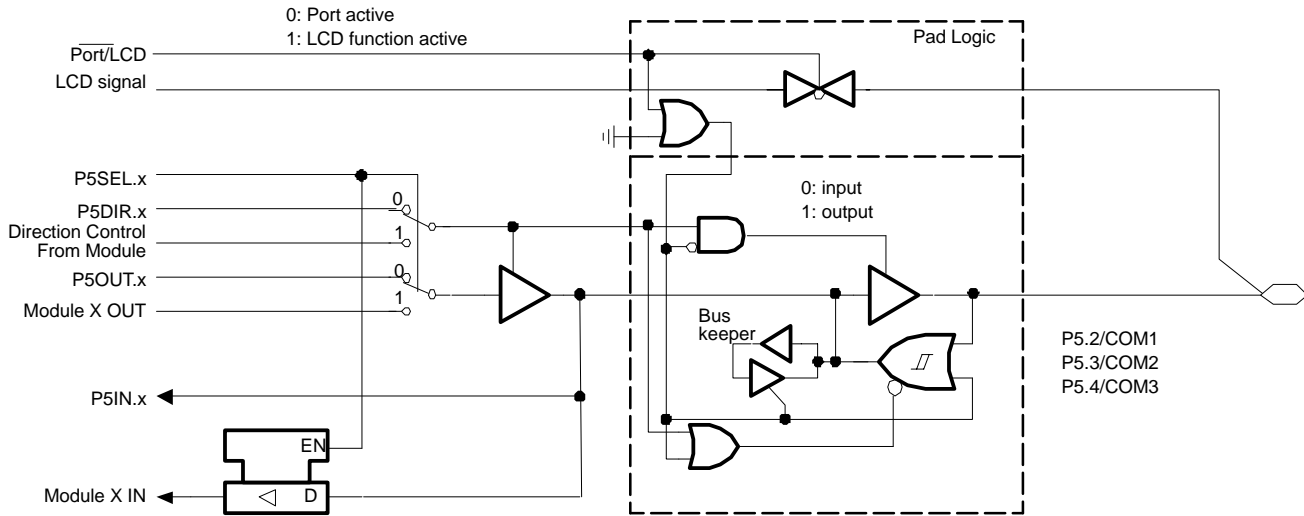 0: Port active
1: LCD function active
Port/LCD
LCD signal
Pad Logic
P5SEL.x
P5DIR.x
0
Direction Control
From Module
1
P5OUT.x
0
Module X OUT
1
0: input
1: output
Bus
keeper
P5.2/COM1
P5.3/COM2
P5.4/COM3
P5IN.x
EN
Module X IN
D